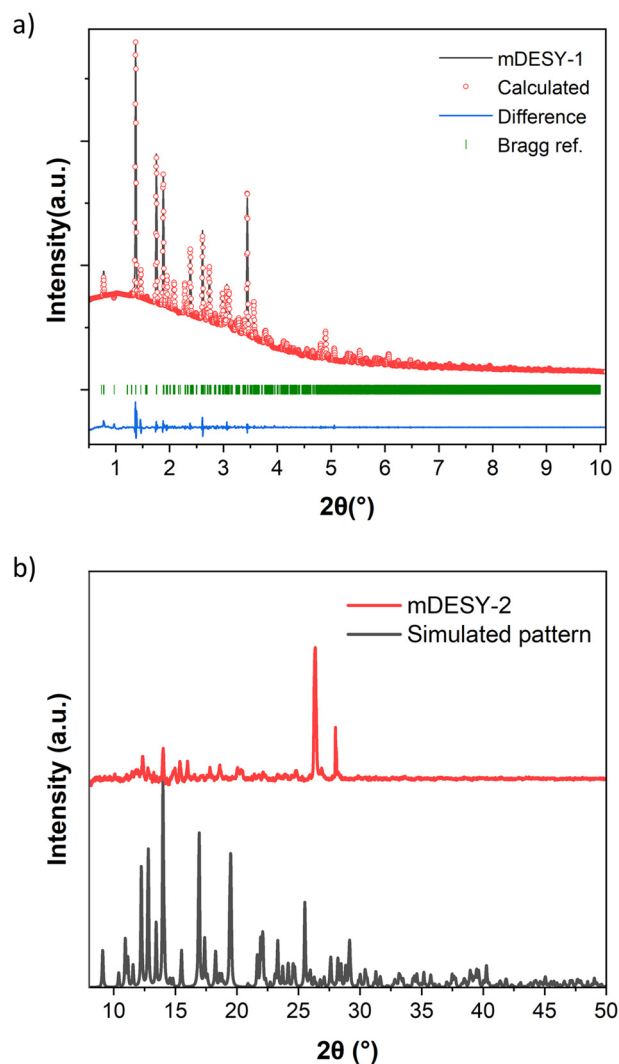 a)
mDESY-1
Calculated
Difference
Bragg ref.
Intensity(a.u.)
1 2 3 4 5 6 7 8 9 10
2θ(°)
b)
mDESY-2
Simulated pattern
Intensity (a.u.)
10 15 20 25 30 35 40 45 50
2θ (°)